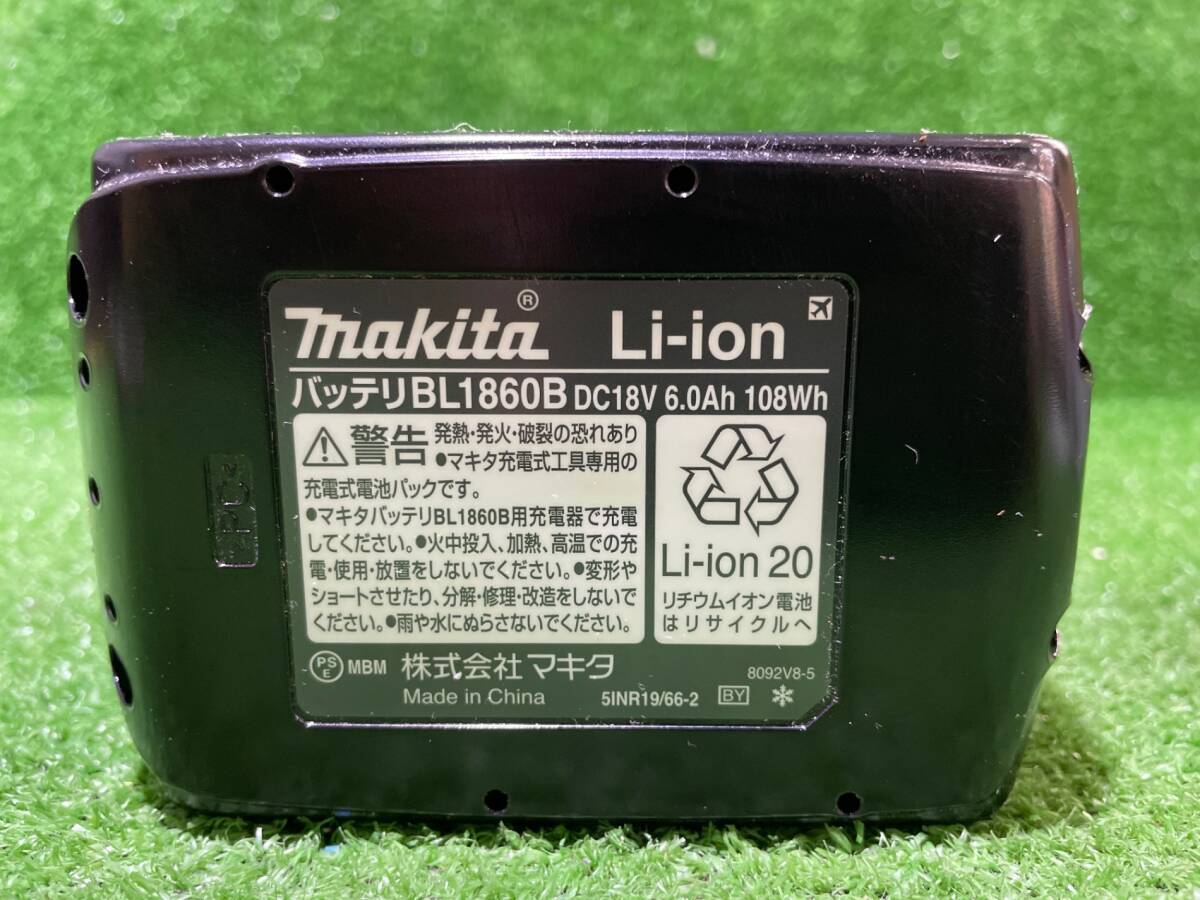 makita® Li-ion
バッテリBL1860B DC18V 6.0Ah 108Wh
警告 発熱・発火・破裂の恐れあり
●マキタ充電式工具専用の
充電式電池パックです。
●マキタバッテリBL1860B用充電器で充電
してください。●火中投入、加熱、高温での充
電・使用・放置をしないでください。●変形や
ショートさせたり、分解・修理・改造をしないで
ください。●雨や水にぬらさないでください。
Li-ion 20
リチウムイオン電池
はリサイクルへ
PSE MBM 株式会社マキタ
8092V8-5
Made in China
5INR19/66-2 BY